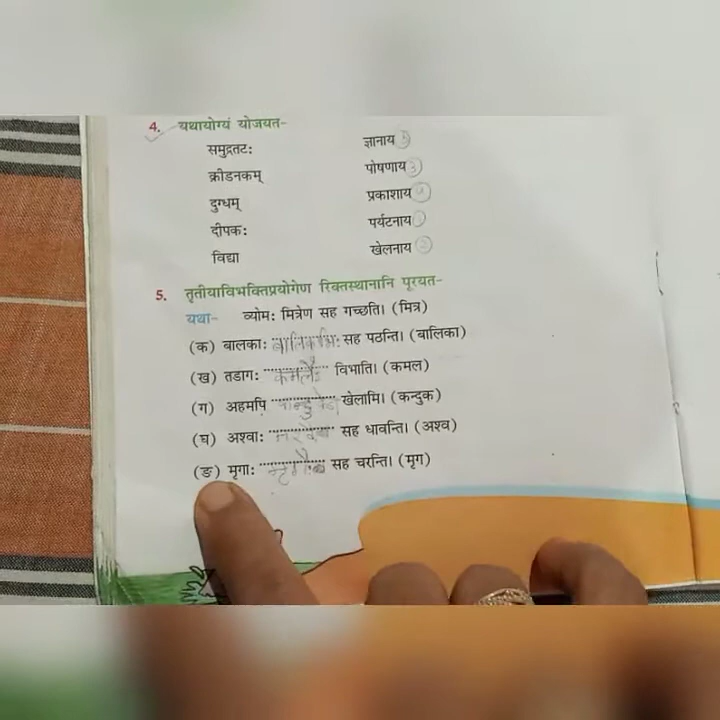 4. यथायोग्यं योजयत-
समुद्रतटः ज्ञानाय
क्रीडनकम् पोषणाय 3
दुग्धम् प्रकाशाय
दीपकः पर्यटनाय
विद्या खेलनाय
5. तृतीयाविभक्तिप्रयोगेण रिक्तस्थानानि पूरयत-
यथा- व्योमः मित्रेण सह गच्छति। (मित्र)
(क) बालकाः बालिकाभिः सह पठन्ति। (बालिका)
(ख) तडागः कमलैः विभाति। (कमल)
(ग) अहमपि खेलामि। (कन्दुक)
(घ) अश्वाः सह धावन्ति। (अश्व)
(ङ) मृगाः सह चरन्ति। (मृग)